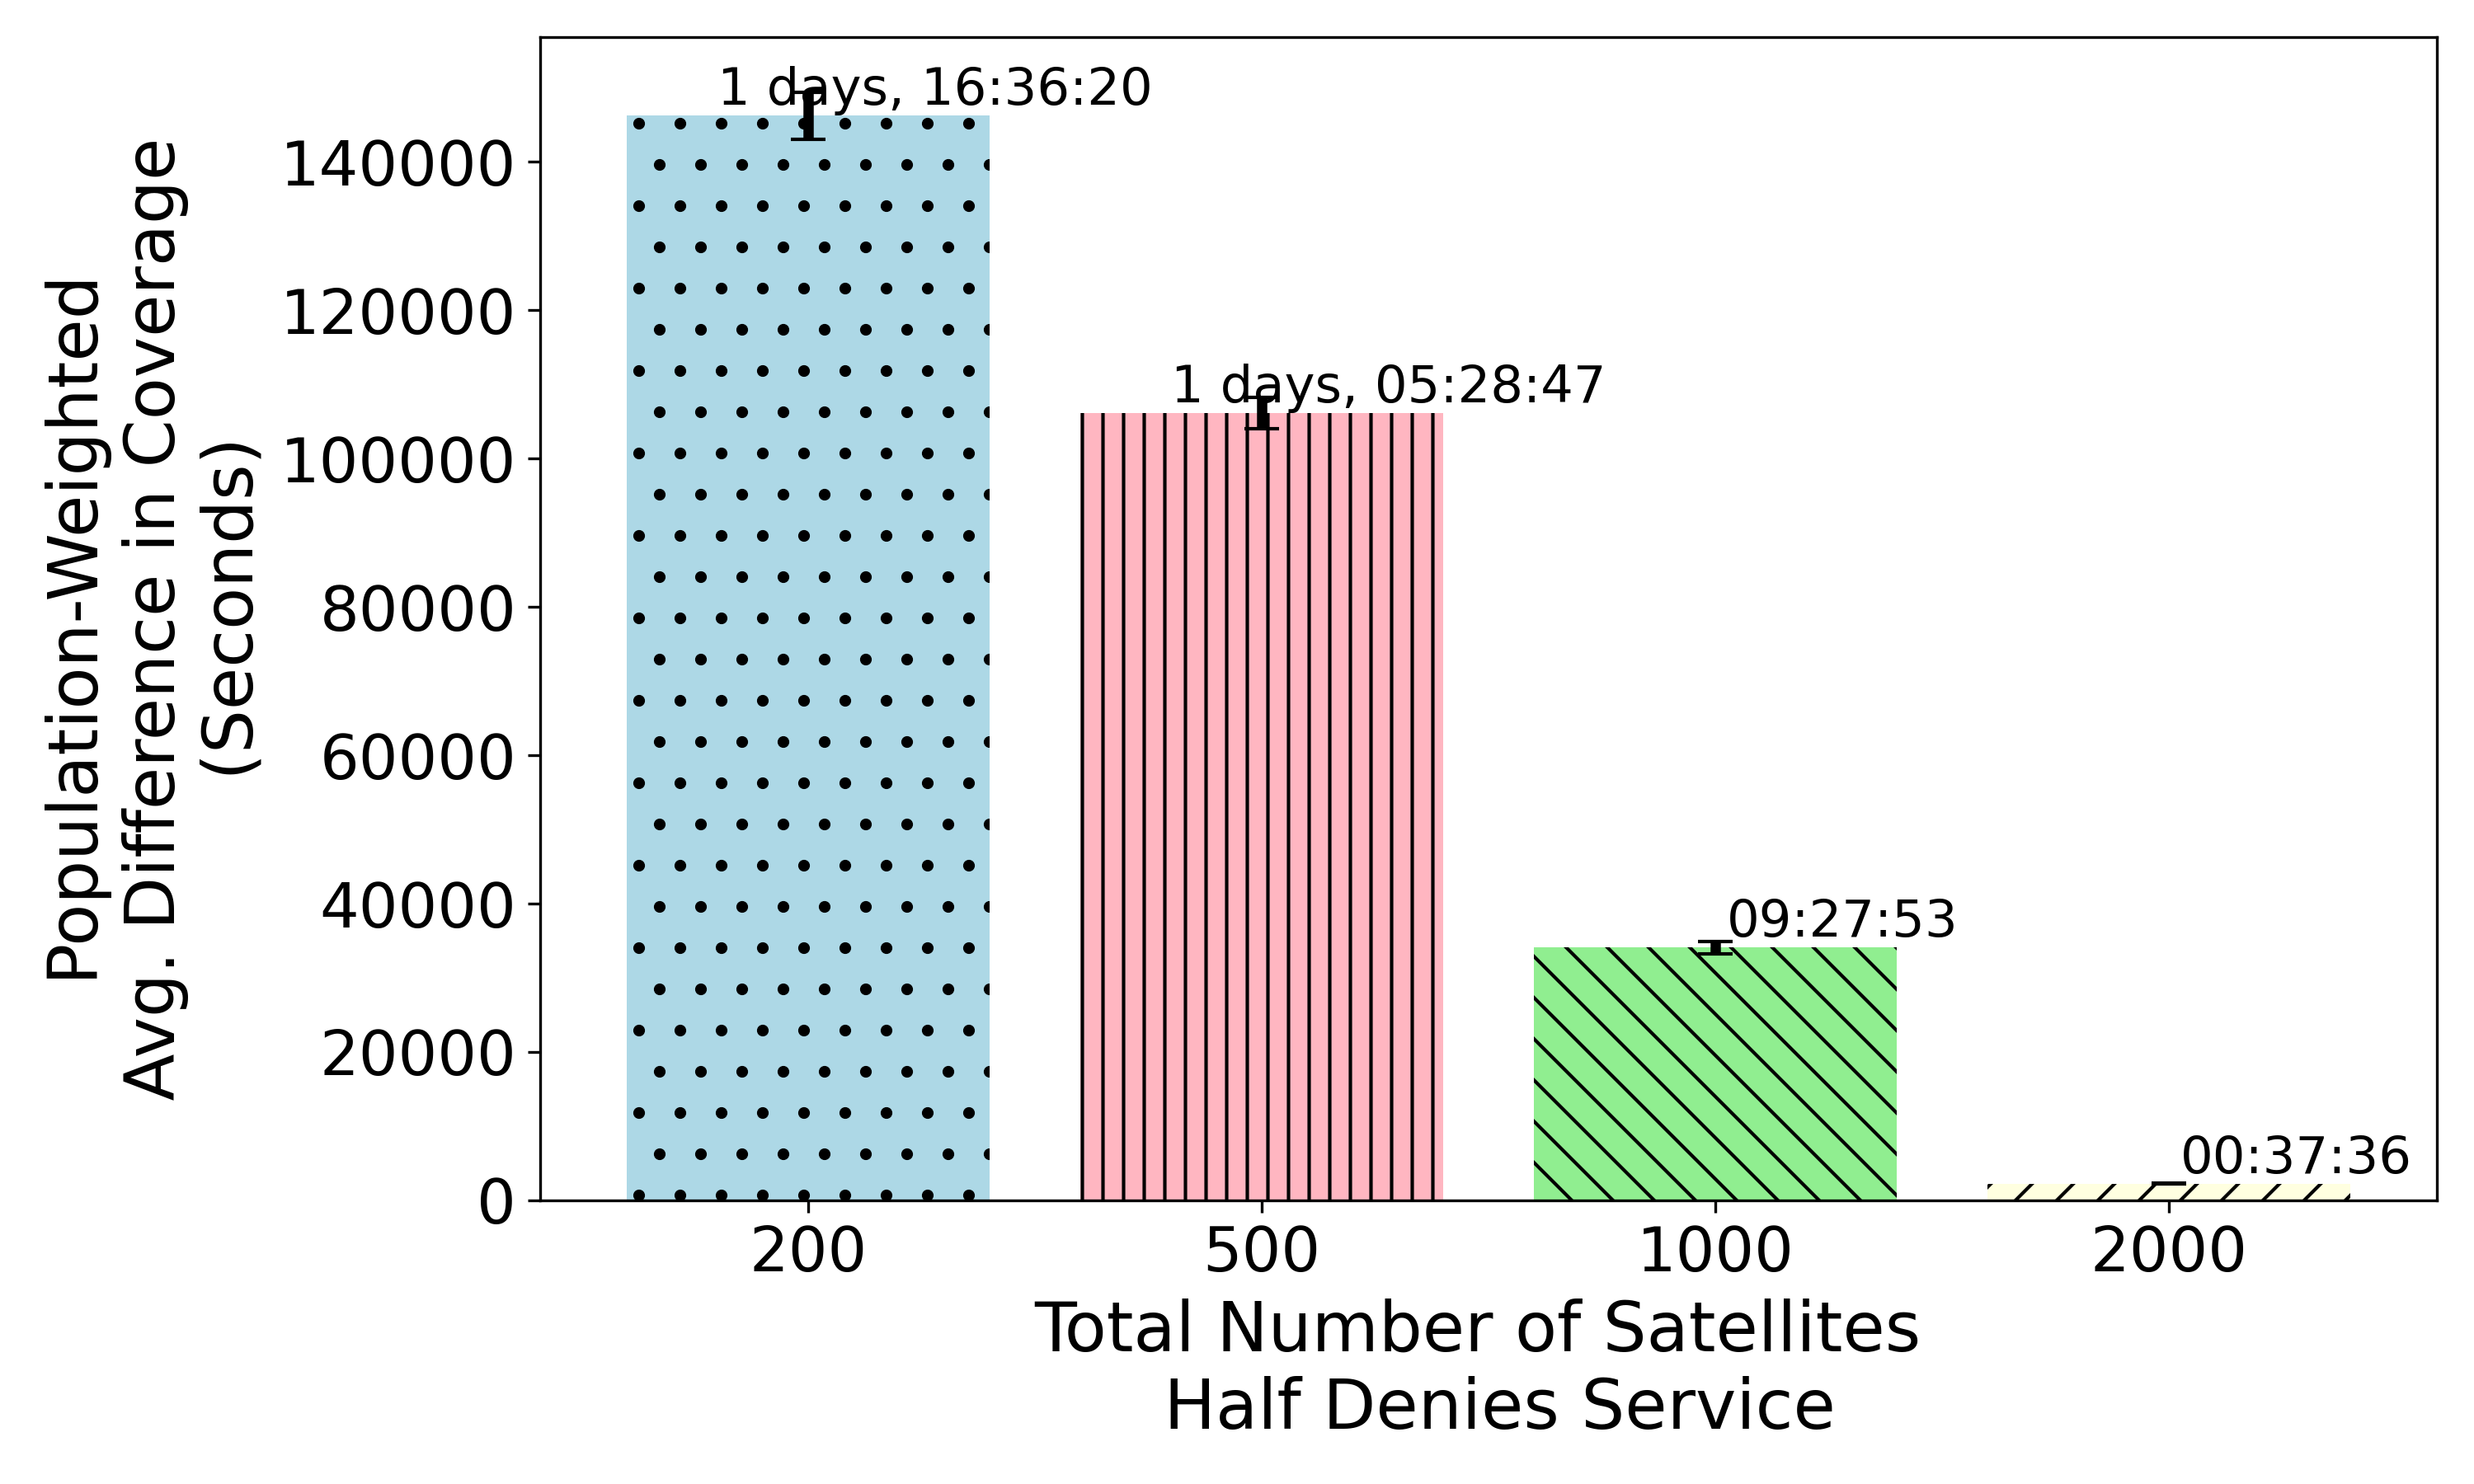 Population-Weighted
Avg. Difference in Coverage
(Seconds)
140000
120000
100000
80000
60000
40000
20000
0
1 days, 16:36:20
1 days, 05:28:47
09:27:53
00:37:36
200
500
1000
2000
Total Number of Satellites
Half Denies Service